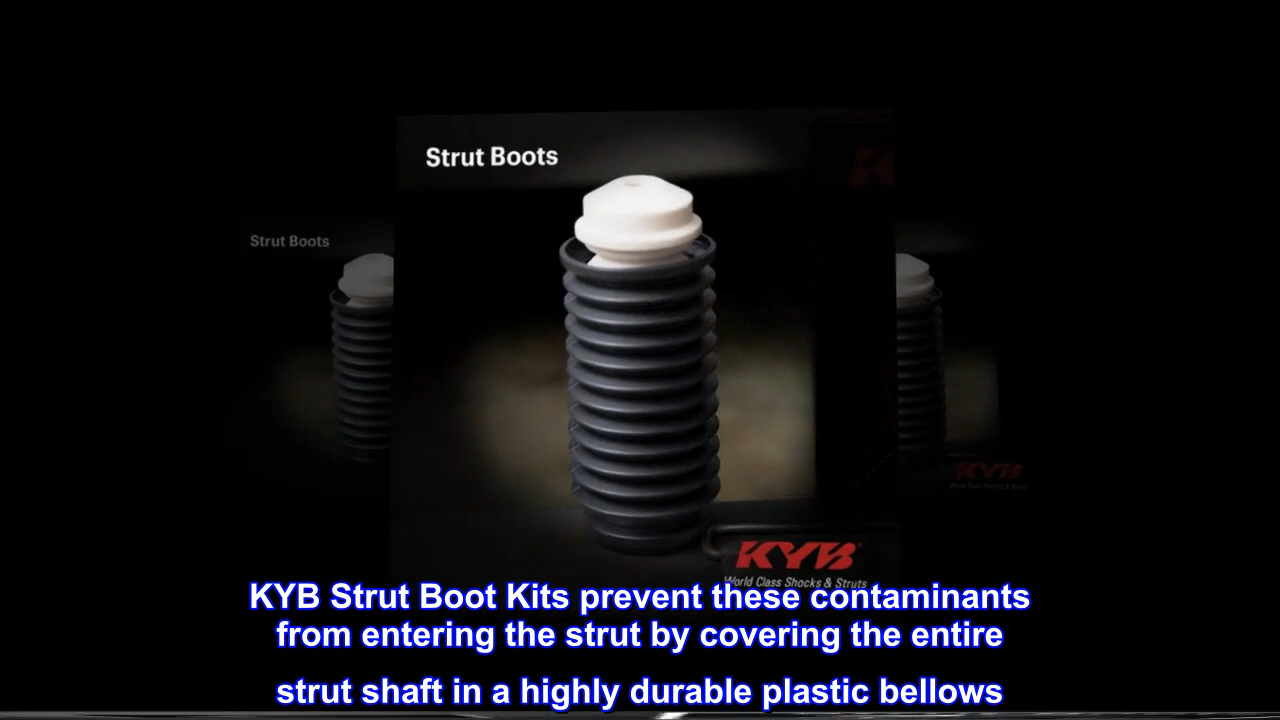 Strut Boots
Strut Boots
KYB
KYB
World Class Shocks & Struts
KYB Strut Boot Kits prevent these contaminants
from entering the strut by covering the entire
strut shaft in a highly durable plastic bellows